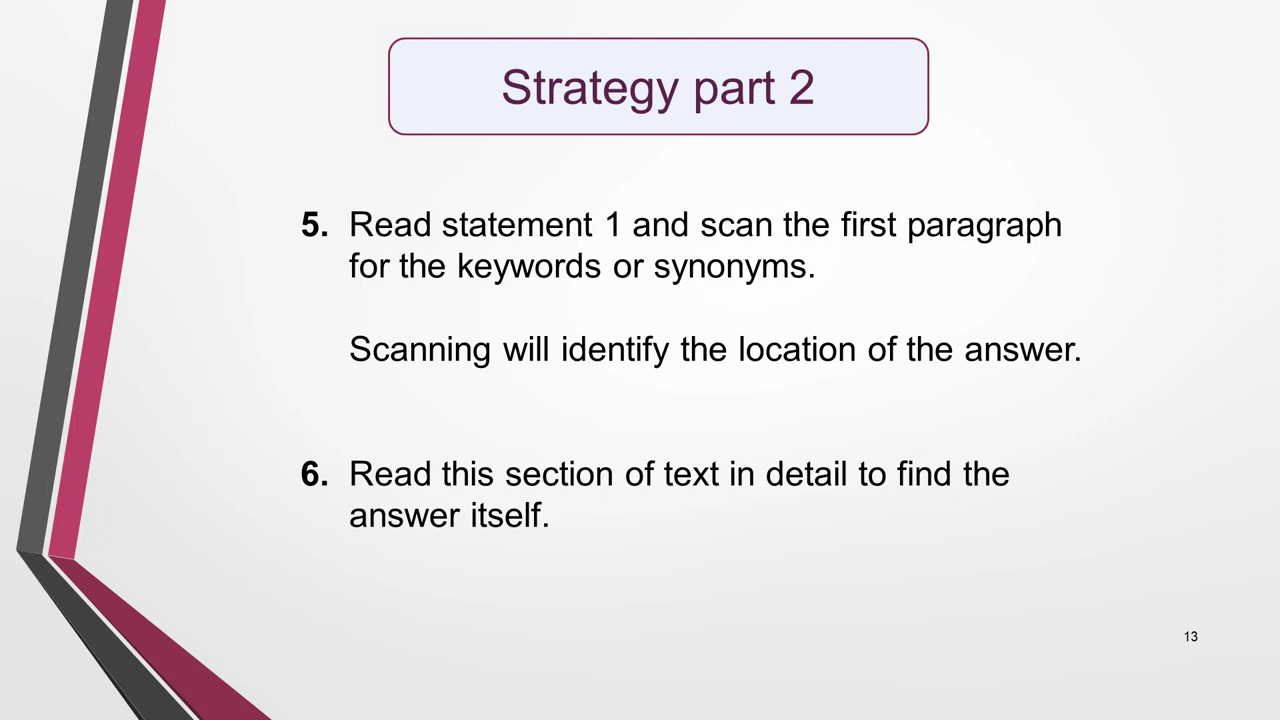 Strategy part 2
5. Read statement 1 and scan the first paragraph
for the keywords or synonyms.
Scanning will identify the location of the answer.
6. Read this section of text in detail to find the
answer itself.
13